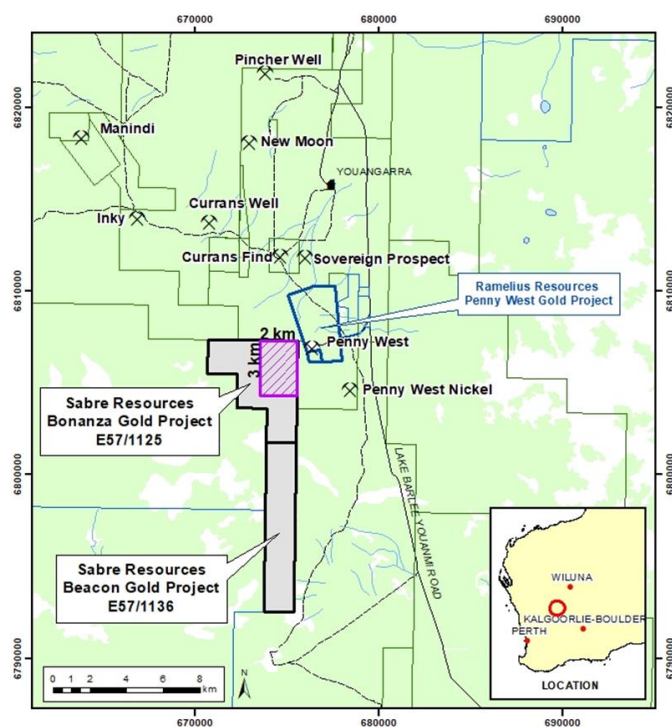 670000
680000
690000
6820000
6820000
Pincher Well
Manindi
New Moon
YOUANGARRA
Currans Well
Inky
Currans Find
Sovereign Prospect
6810000
6810000
Ramelius Resources
Penny West Gold Project
2 km
3 km
Penny West
Penny West Nickel
Sabre Resources
Bonanza Gold Project
E57/1125
6800000
6800000
LAKE BARLEE YOUANMI ROAD
Sabre Resources
Beacon Gold Project
E57/1136
WILUNA
KALGOORLIE-BOULDER
PERTH
LOCATION
6790000
6790000
0 1 2 4 6 8
km
N
670000
680000
690000